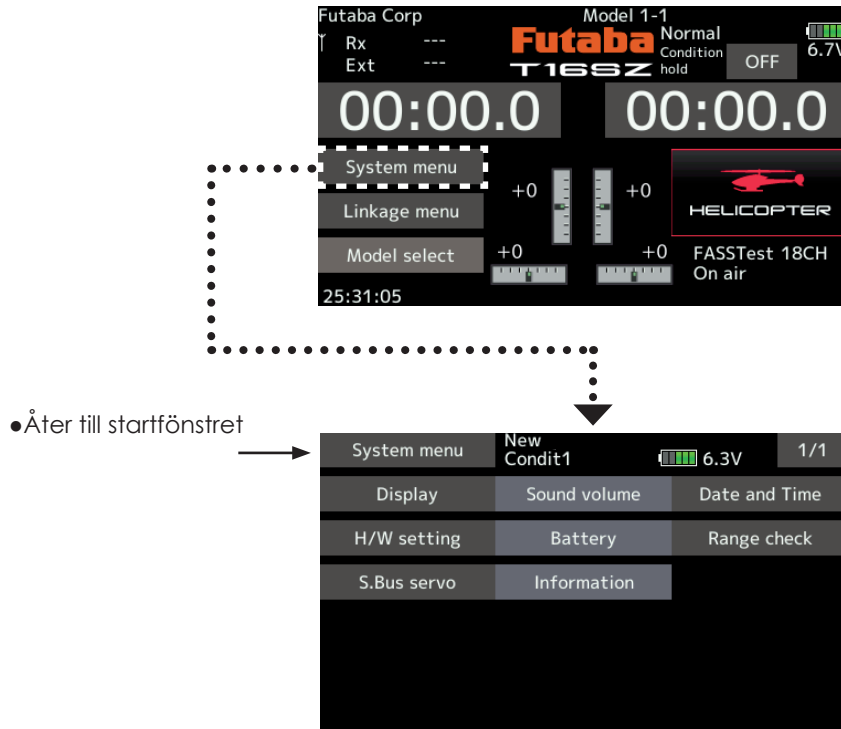 Futaba Corp
Model 1-1
Rx ---
Ext ---
Futaba
T16SZ
Normal
Condition
hold
OFF
6.7V
00:00.0
00:00.0
System menu
Linkage menu
Model select
+0
+0
+0
+0
HELICOPTER
FASSTest 18CH
On air
25:31:05
●Åter till startfönstret
System menu
New
Condit1
6.3V
1/1
Display
Sound volume
Date and Time
H/W setting
Battery
Range check
S.Bus servo
Information